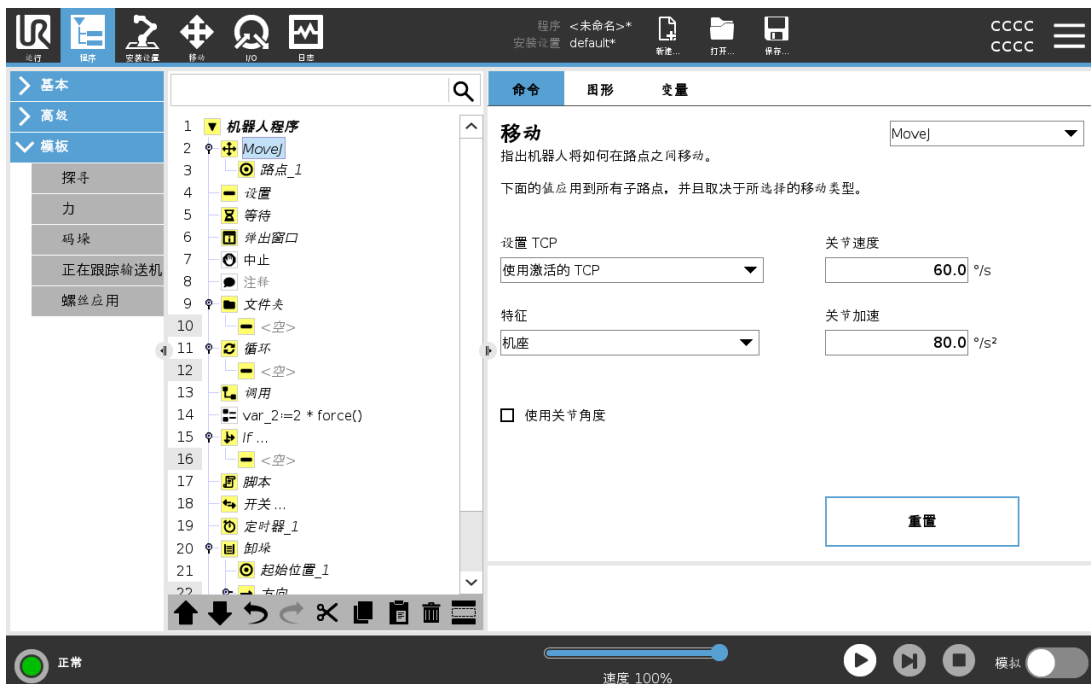 UR
运行
程序
安装设置
移动
I/O
日志
程序 <未命名>*
安装设置 default*
新建...
打开...
保存...
CCCC
CCCC
基本
高级
模板
探寻
力
码垛
正在跟踪输送机
螺丝应用
1 机器人程序
2 MoveJ
3 路点_1
4 设置
5 等待
6 弹出窗口
7 中止
8 注释
9 文件夹
10 <空>
11 循环
12 <空>
13 调用
14 var_2:=2 * force()
15 If ...
16 <空>
17 脚本
18 开关 ...
19 定时器_1
20 卸垛
21 起始位置_1
22 方向
命令 图形 变量
移动
MoveJ
指出机器人将如何在路点之间移动。
下面的值应用到所有子路点，并且取决于所选择的移动类型。
设置 TCP
关节速度
使用激活的 TCP
60.0 °/s
特征
关节加速
机座
80.0 °/s²
使用关节角度
重置
正常
速度 100%
模拟